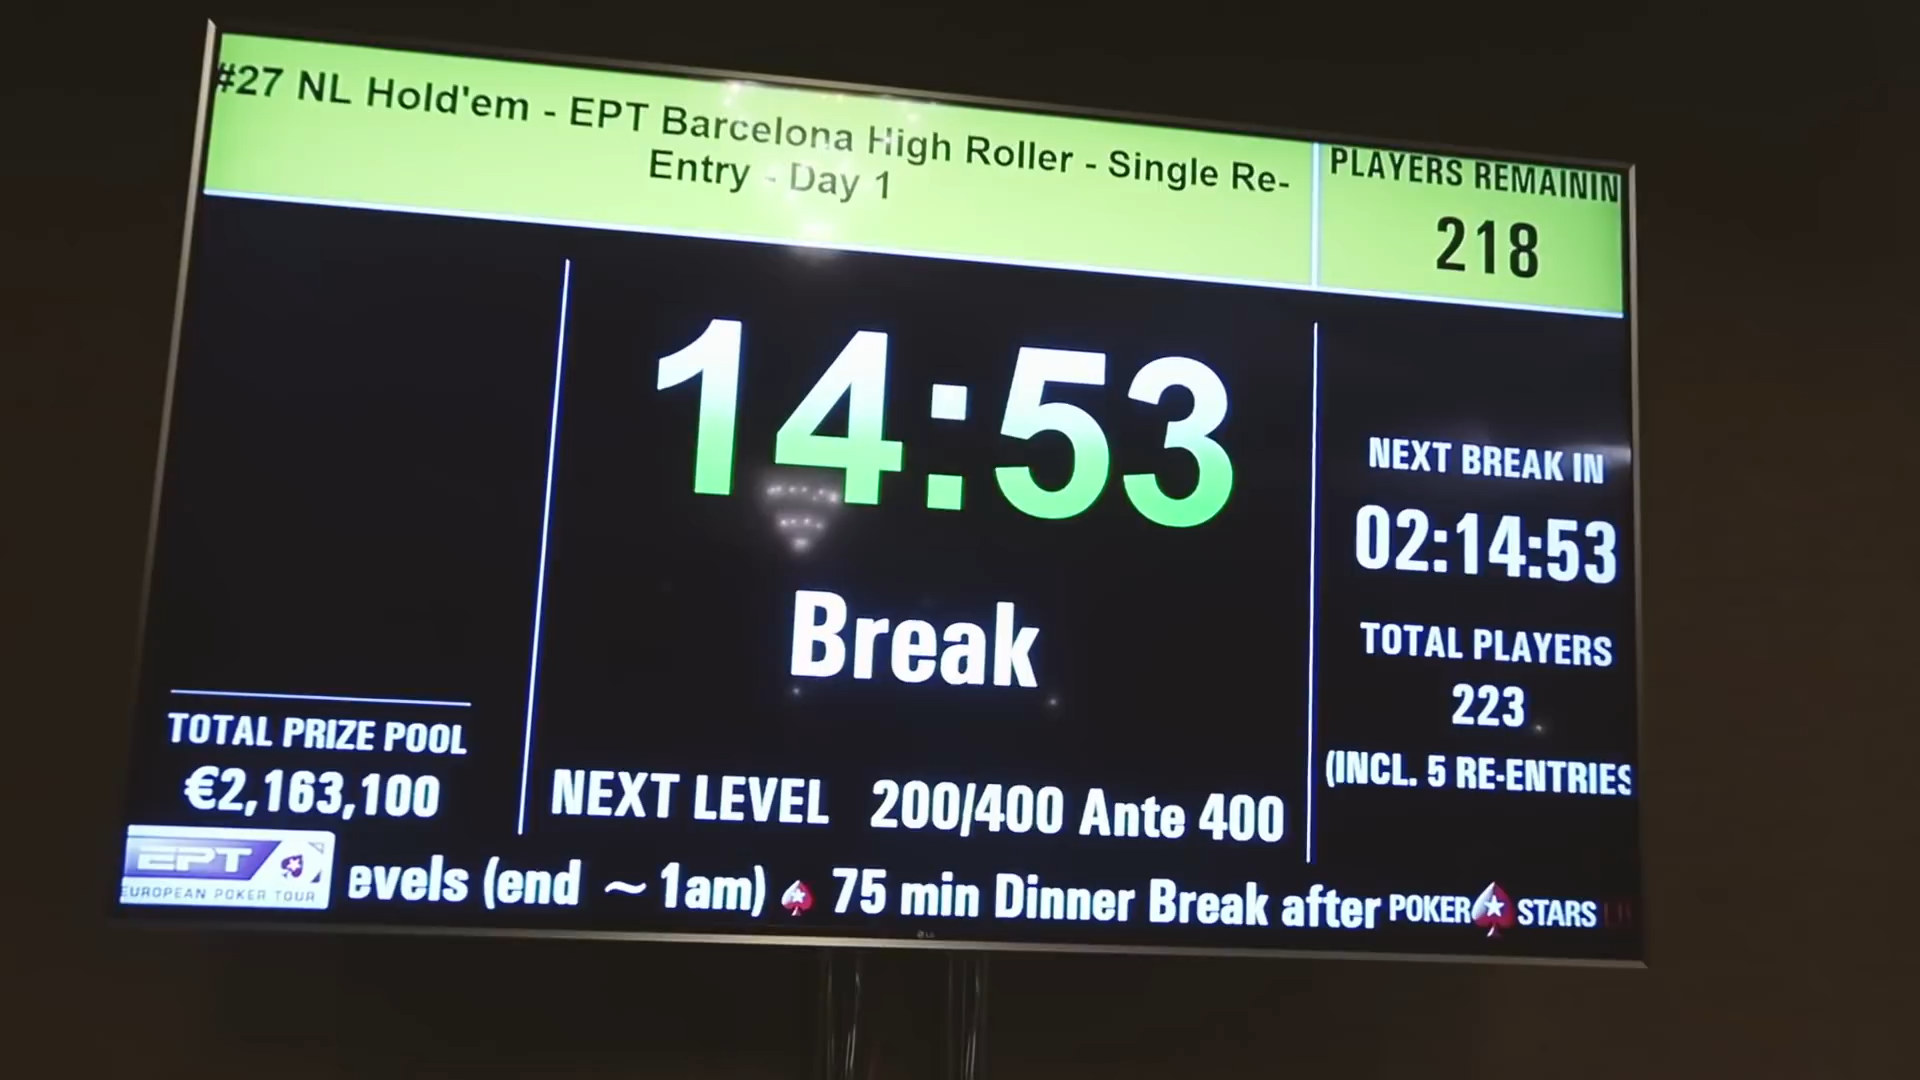 #27 NL Hold'em - EPT Barcelona High Roller - Single Re-
Entry - Day 1
PLAYERS REMAININ
218
14:53
Break
NEXT LEVEL 200/400 Ante 400
NEXT BREAK IN
02:14:53
TOTAL PLAYERS
223
(INCL. 5 RE-ENTRIES
TOTAL PRIZE POOL
€2,163,100
EPT
EUROPEAN POKER TOUR
evels (end ~ 1am) 75 min Dinner Break after
POKER STARS
LG